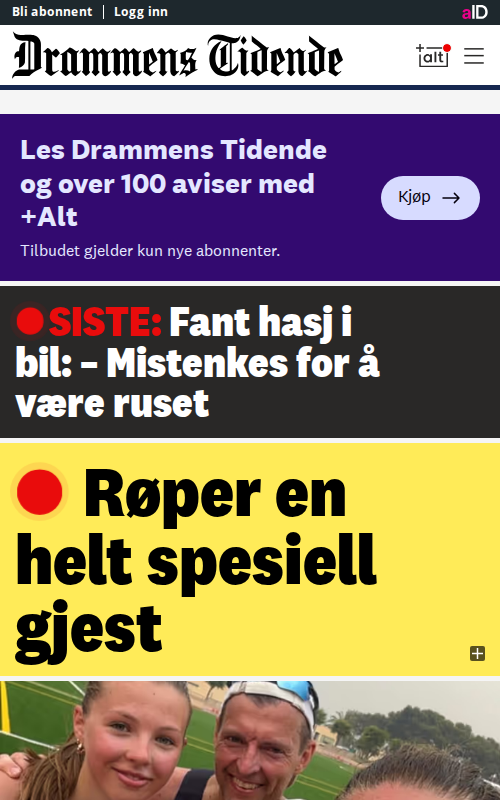 Bli abonnent Logg inn aID
Drammens Tidende +alt
Les Drammens Tidende
og over 100 aviser med
+Alt
Kjøp →
Tilbudet gjelder kun nye abonnenter.
SISTE: Fant hasj i
bil: – Mistenkes for å
være ruset
Røper en
helt spesiell
gjest